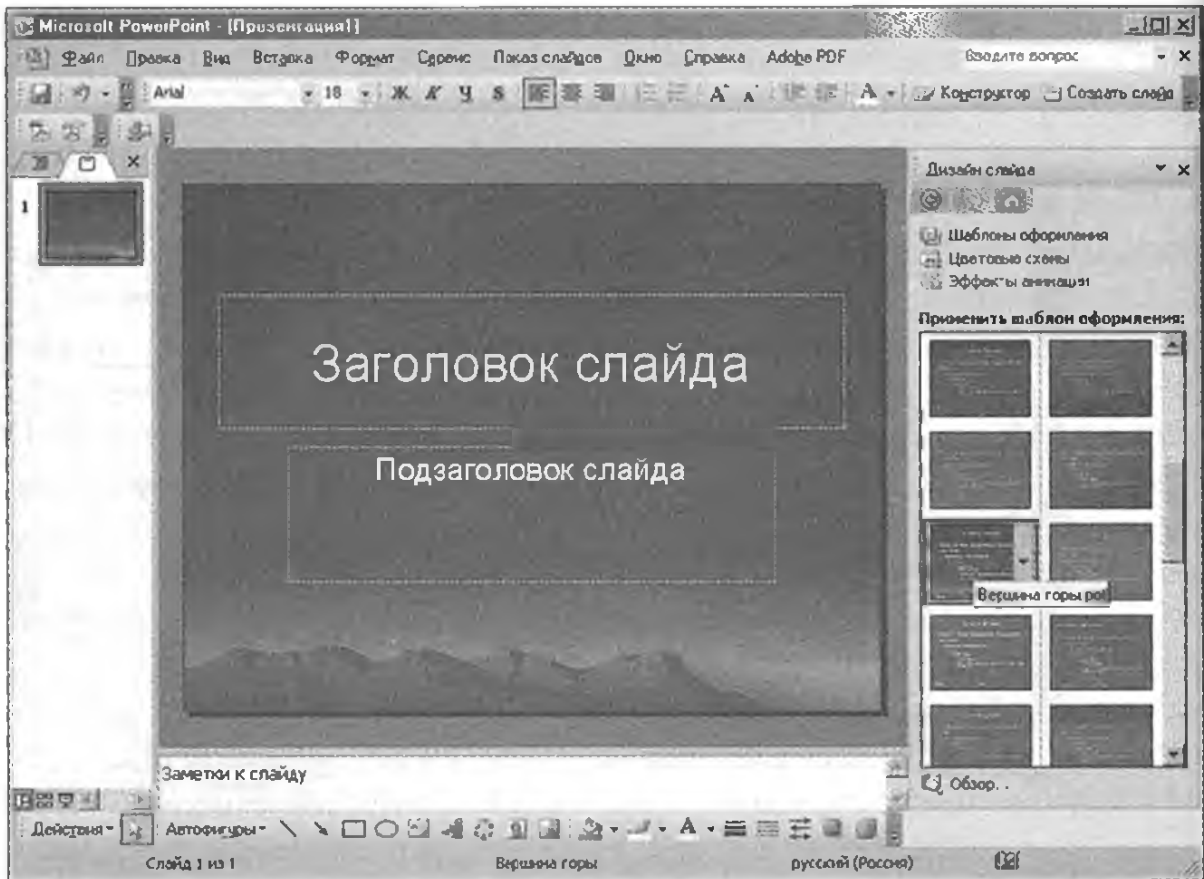 Microsoft PowerPoint - [Презентация1]
Файл Правка Вид Вставка Формат Сервис Показ слайдов Окно Справка Adobe PDF Введите вопрос
Arial 18 Ж К Ч S A A A Конструктор Создать слайд
Дизайн слайда
1
Шаблоны оформления
Цветовые схемы
Эффекты анимации
Применить шаблон оформления:
Заголовок слайда
Подзаголовок слайда
Вершина горы pot
Заметки к слайду
Обзор. .
Действия Автофигуры A
Слайд 1 из 1 Вершина горы русский (Россия)